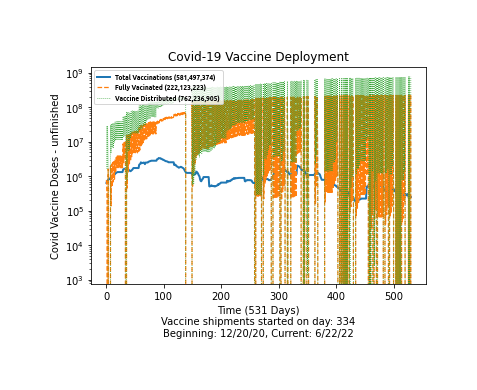 Covid-19 Vaccine Deployment
Total Vaccinations (581,497,374)
Fully Vacinated (222,123,223)
Vaccine Distributed (762,236,905)
Covid Vaccine Doses - unfinished
10⁹
10⁸
10⁷
10⁶
10⁵
10⁴
10³
0 100 200 300 400 500
Time (531 Days)
Vaccine shipments started on day: 334
Beginning: 12/20/20, Current: 6/22/22